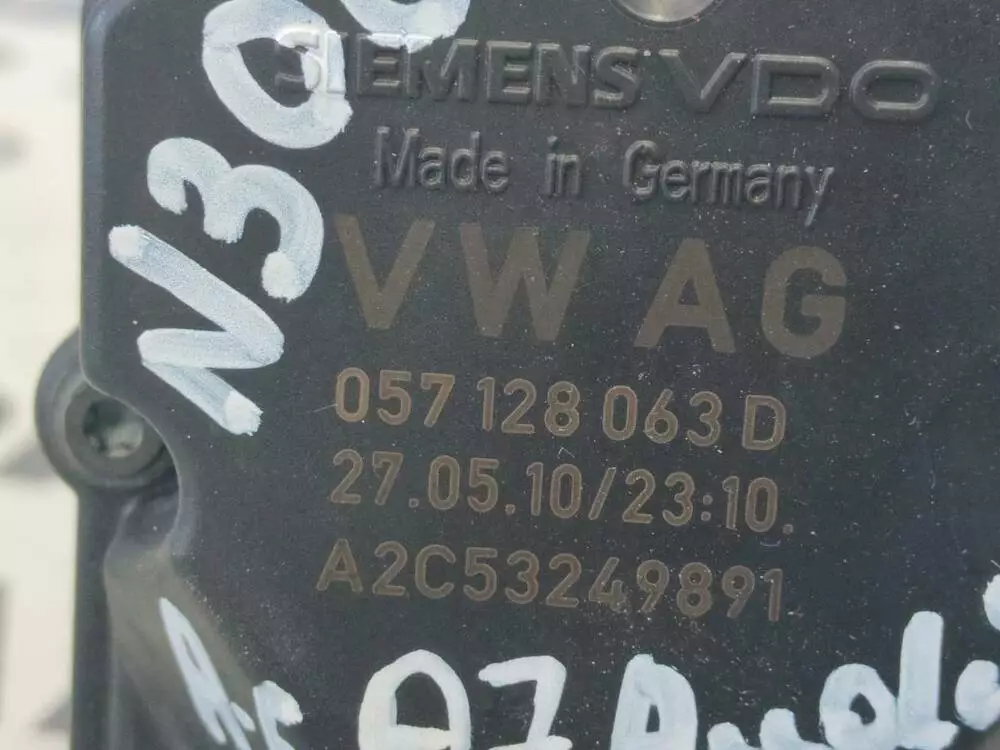 SIEMENS VDO
Made in Germany
VW AG
057 128 063 D
27.05.10/23:10.
A2C53249891